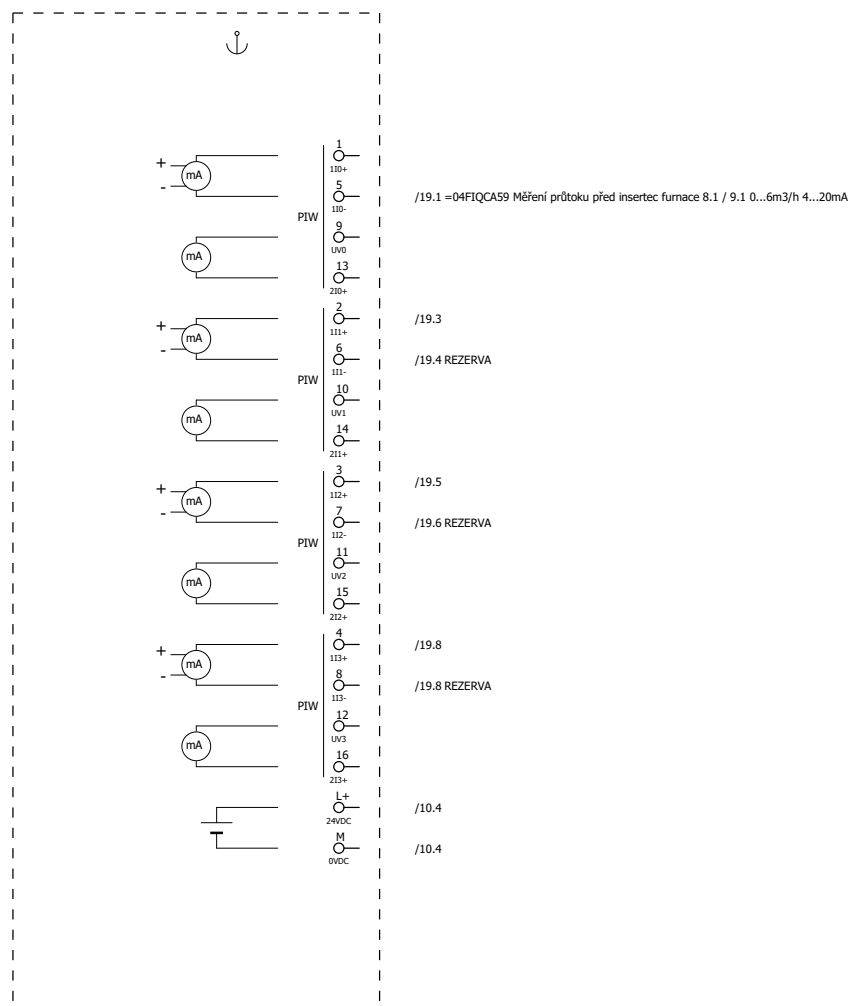 1
+
mA
1I0+
-
5
/19.1 =04FIQCA59 Měření průtoku před insertec furnace 8.1 / 9.1 0...6m3/h 4...20mA
1I0-
PIW
9
mA
UV0
13
2I0+
2
/19.3
+
mA
1I1+
-
6
/19.4 REZERVA
1I1-
PIW
10
mA
UV1
14
2I1+
3
/19.5
+
mA
1I2+
-
7
/19.6 REZERVA
1I2-
PIW
11
mA
UV2
15
2I2+
4
/19.8
+
mA
1I3+
-
8
/19.8 REZERVA
1I3-
PIW
12
mA
UV3
16
2I3+
L+
/10.4
24VDC
M
/10.4
0VDC